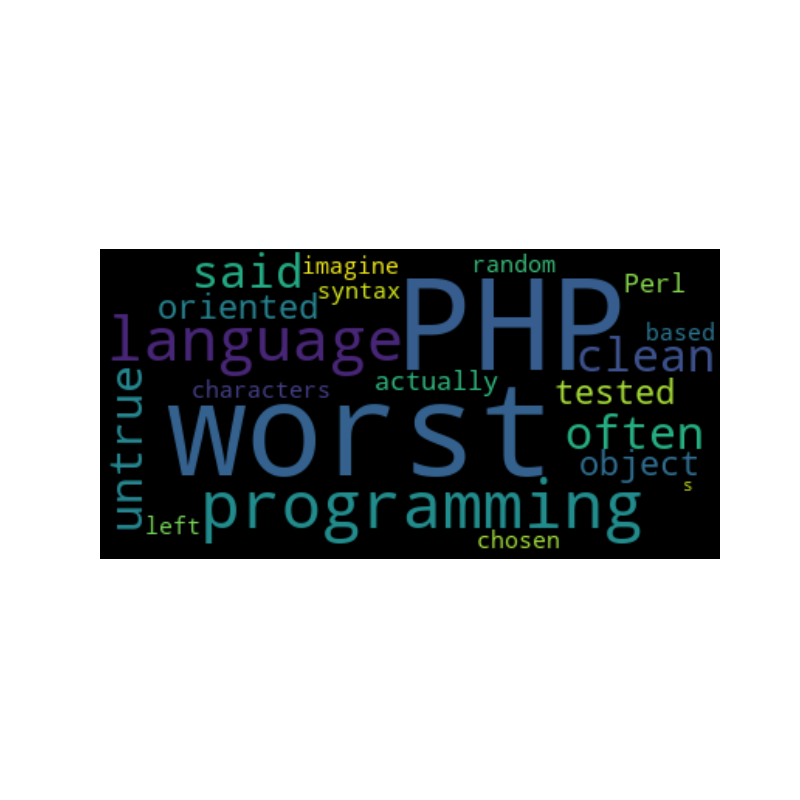 said
imagine
random
syntax
Perl
oriented
PHP
language
based
clean
untrue
characters
actually
tested
worst
often
object
s
programming
left
chosen